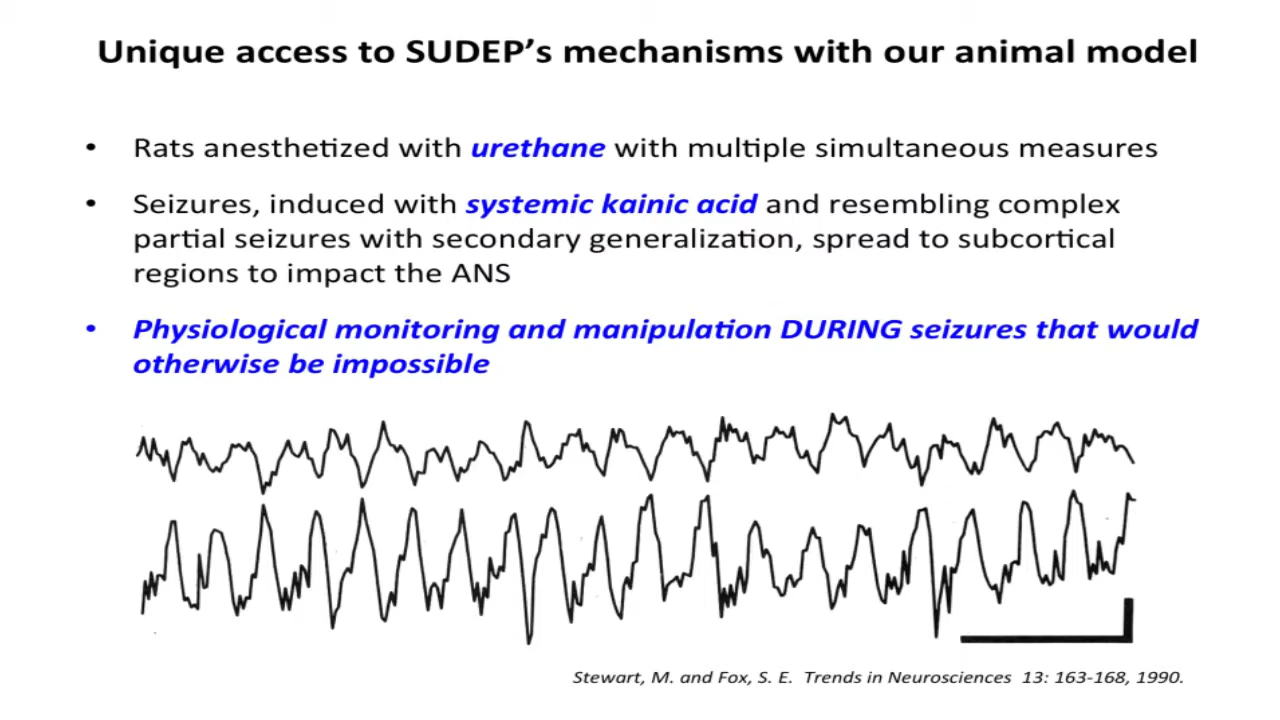 Unique access to SUDEP’s mechanisms with our animal model
• Rats anesthetized with urethane with multiple simultaneous measures
• Seizures, induced with systemic kainic acid and resembling complex
partial seizures with secondary generalization, spread to subcortical
regions to impact the ANS
• Physiological monitoring and manipulation DURING seizures that would
otherwise be impossible
Stewart, M. and Fox, S. E. Trends in Neurosciences 13: 163-168, 1990.